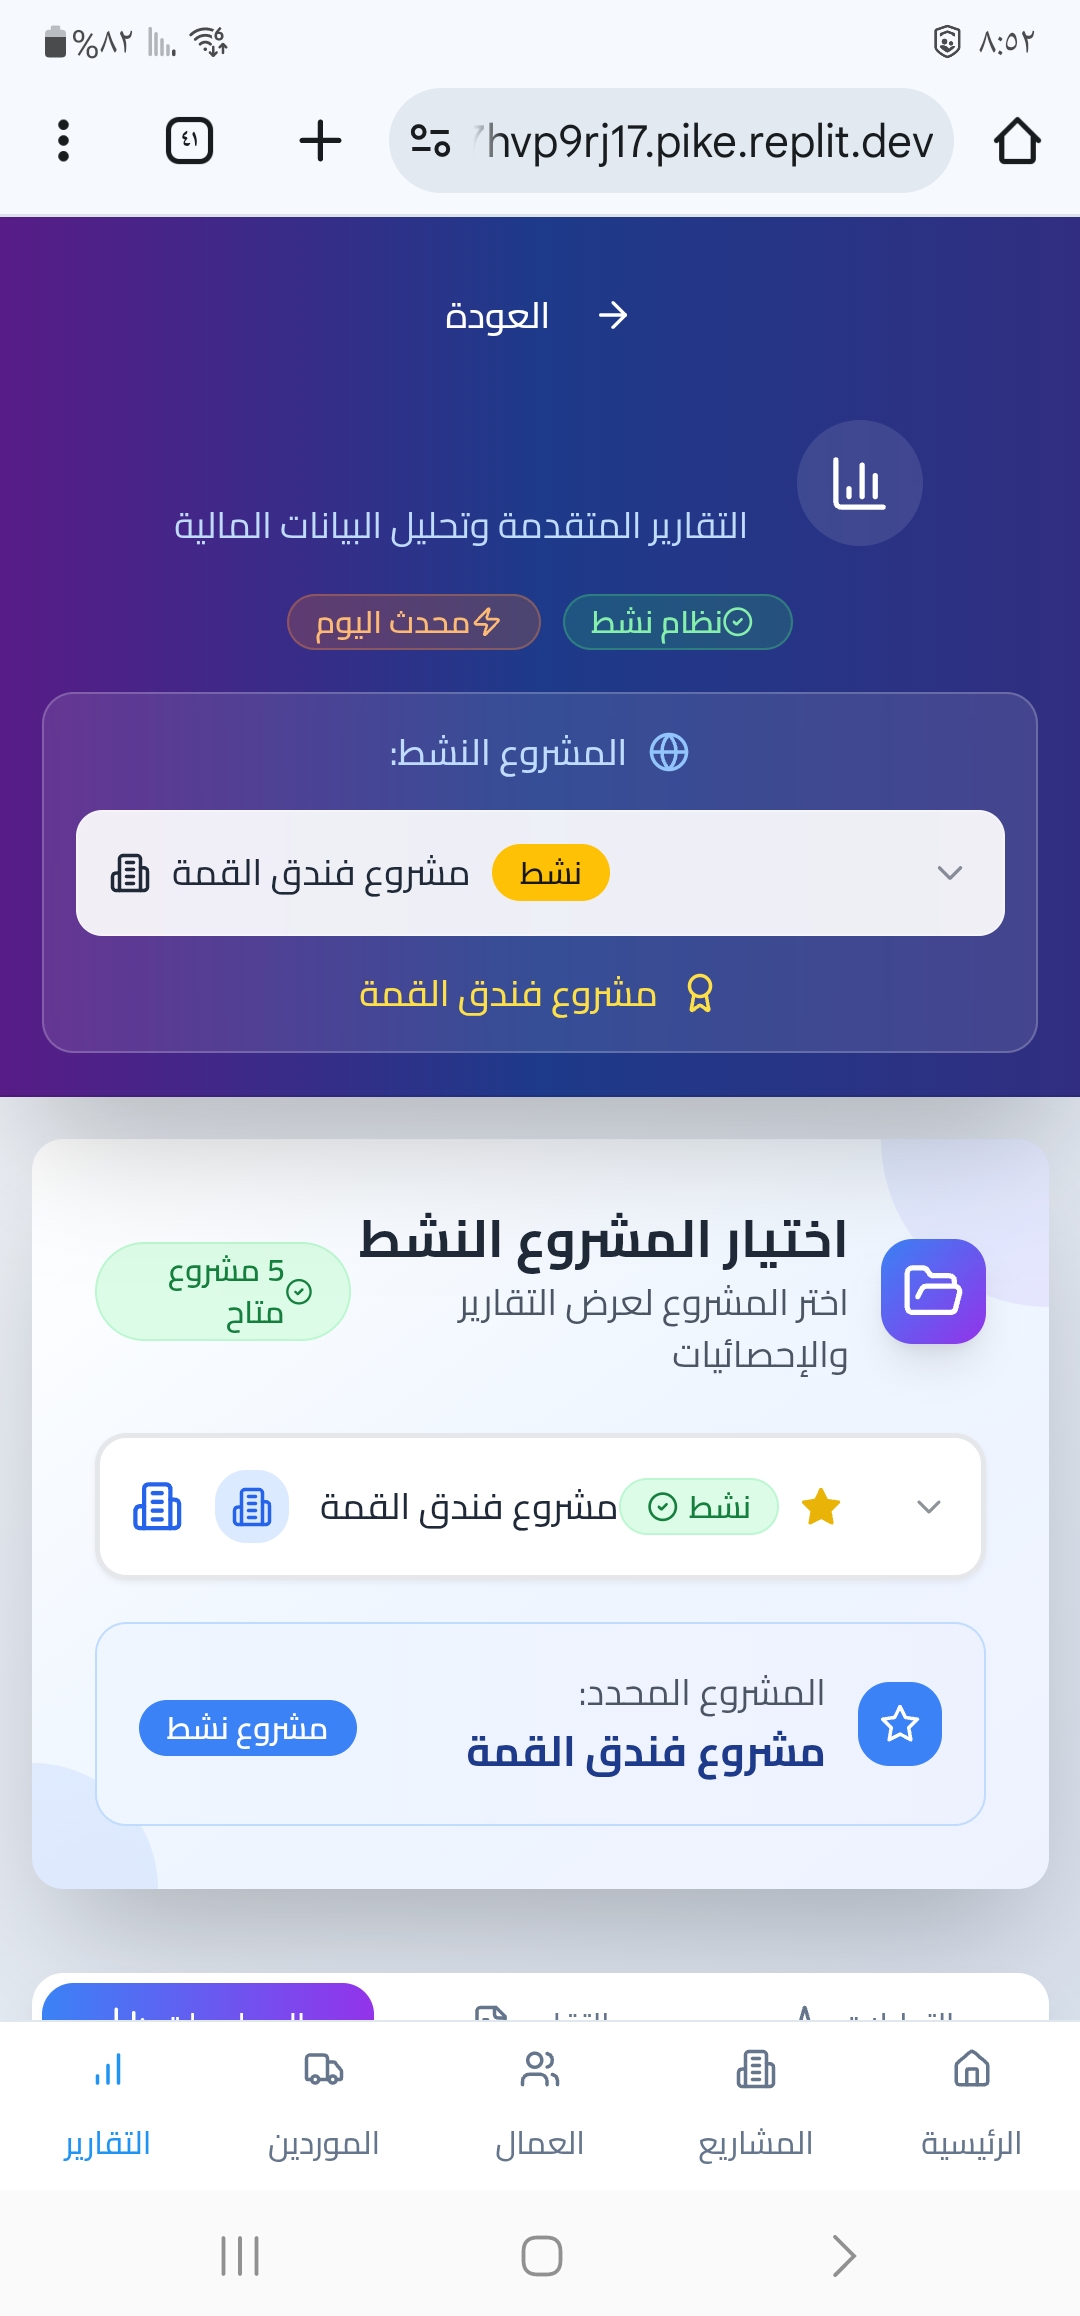 ٨:٥٢
%٨٢
6
hvp9rj17.pike.replit.dev
٤١
العودة
التقارير المتقدمة وتحليل البيانات المالية
نظام نشط
محدث اليوم
المشروع النشط:
مشروع فندق القمة
نشط
مشروع فندق القمة
اختيار المشروع النشط
اختر المشروع لعرض التقارير
والإحصائيات
5 مشروع
متاح
مشروع فندق القمة
نشط
المشروع المحدد:
مشروع فندق القمة
مشروع نشط
الرئيسية
المشاريع
العمال
الموردين
التقارير